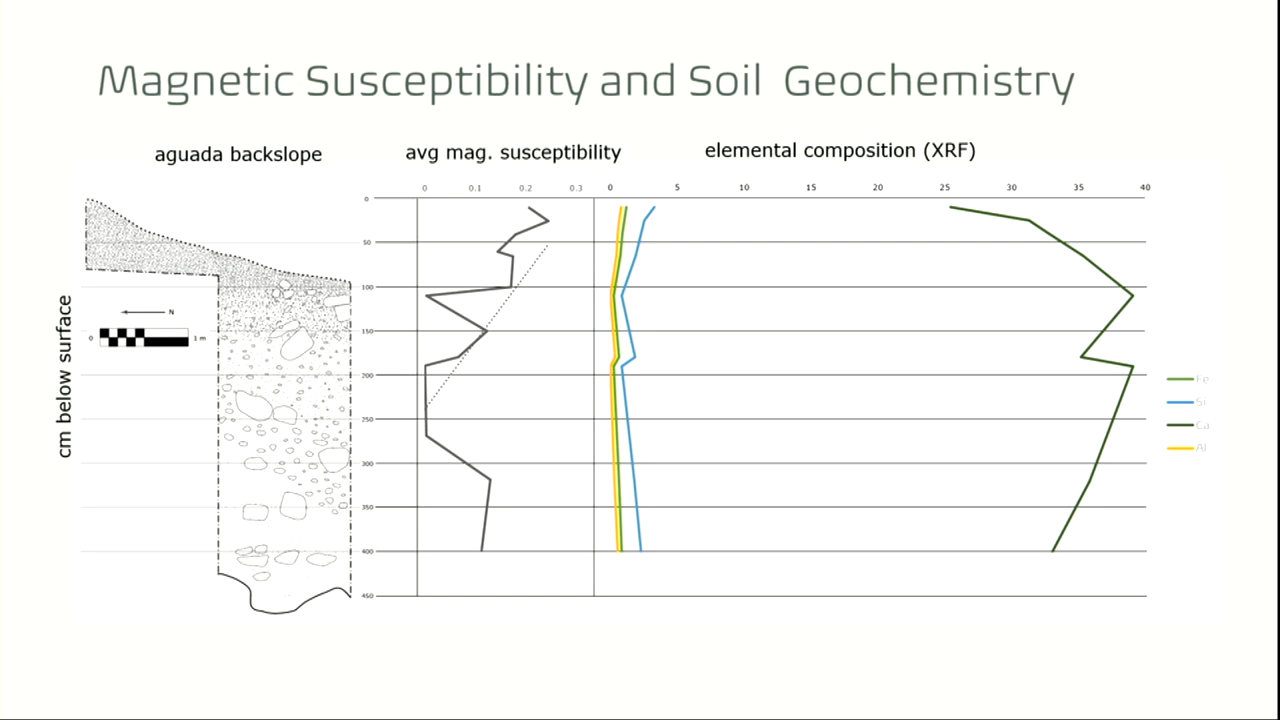 Magnetic Susceptibility and Soil Geochemistry
aguada backslope
avg mag. susceptibility
elemental composition (XRF)
0 0.1 0.2 0.3
0 5 10 15 20 25 30 35 40
cm below surface
0
50
100
150
200
250
300
350
400
450
N
0 1 m
Fe
Si
Ca
Al